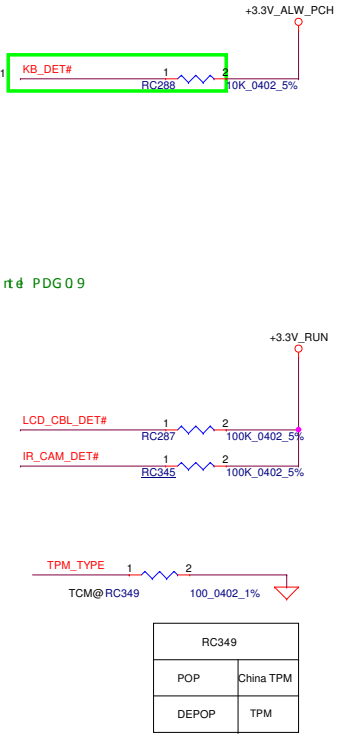 +3.3V_ALW_PCH
1
KB_DET# 1 2
RC288 10K_0402_5%
ntel PDG09
+3.3V_RUN
LCD_CBL_DET# 1 2
RC287 100K_0402_5%
IR_CAM_DET# 1 2
RC345 100K_0402_5%
TPM_TYPE 1 2
TCM@RC349 100_0402_1%
RC349
POP China TPM
DEPOP TPM